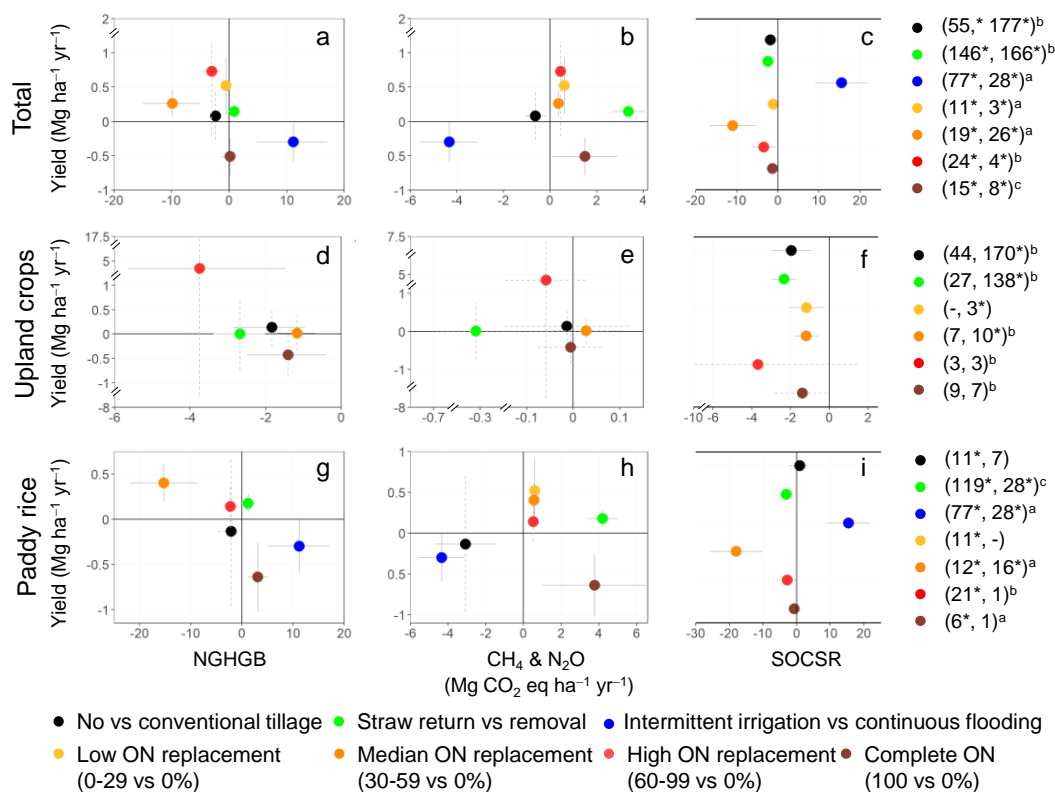 Total
Yield (Mg ha⁻¹ yr⁻¹)
2
1
0.5
0
-0.5
-1
-20 -10 0 10 20
a
2
1
0.5
0
-0.5
-1
-6 -4 -2 0 2 4
b
c
-20 -10 0 10 20
(55,* 177*)ᵇ
(146*, 166*)ᵇ
(77*, 28*)ᵃ
(11*, 3*)ᵃ
(19*, 26*)ᵃ
(24*, 4*)ᵇ
(15*, 8*)ᶜ
Upland crops
Yield (Mg ha⁻¹ yr⁻¹)
17.5
5
1
0.5
0
-0.5
-1
-8
-6 -4 -2 0
d
7.5
5
1
0
-0.5
-1
-8
-0.7 -0.3 -0.1 0 0.1
e
f
-10 -6 -4 -2 0 2
(44, 170*)ᵇ
(27, 138*)ᵇ
(-, 3*)
(7, 10*)ᵇ
(3, 3)ᵇ
(9, 7)ᵇ
Paddy rice
Yield (Mg ha⁻¹ yr⁻¹)
0.5
0
-0.5
-1
-20 -10 0 10 20
g
1
0.5
0
0.5
1
-6 -4 -2 0 2 4 6
h
i
-30 -20 -10 0 10 20
(11*, 7)
(119*, 28*)ᶜ
(77*, 28*)ᵃ
(11*, -)
(12*, 16*)ᵃ
(21*, 1)ᵇ
(6*, 1)ᵃ
NGHGB
CH₄ & N₂O
SOCSR
(Mg CO₂ eq ha⁻¹ yr⁻¹)
No vs conventional tillage
Straw return vs removal
Intermittent irrigation vs continuous flooding
Low ON replacement
(0-29 vs 0%)
Median ON replacement
(30-59 vs 0%)
High ON replacement
(60-99 vs 0%)
Complete ON
(100 vs 0%)